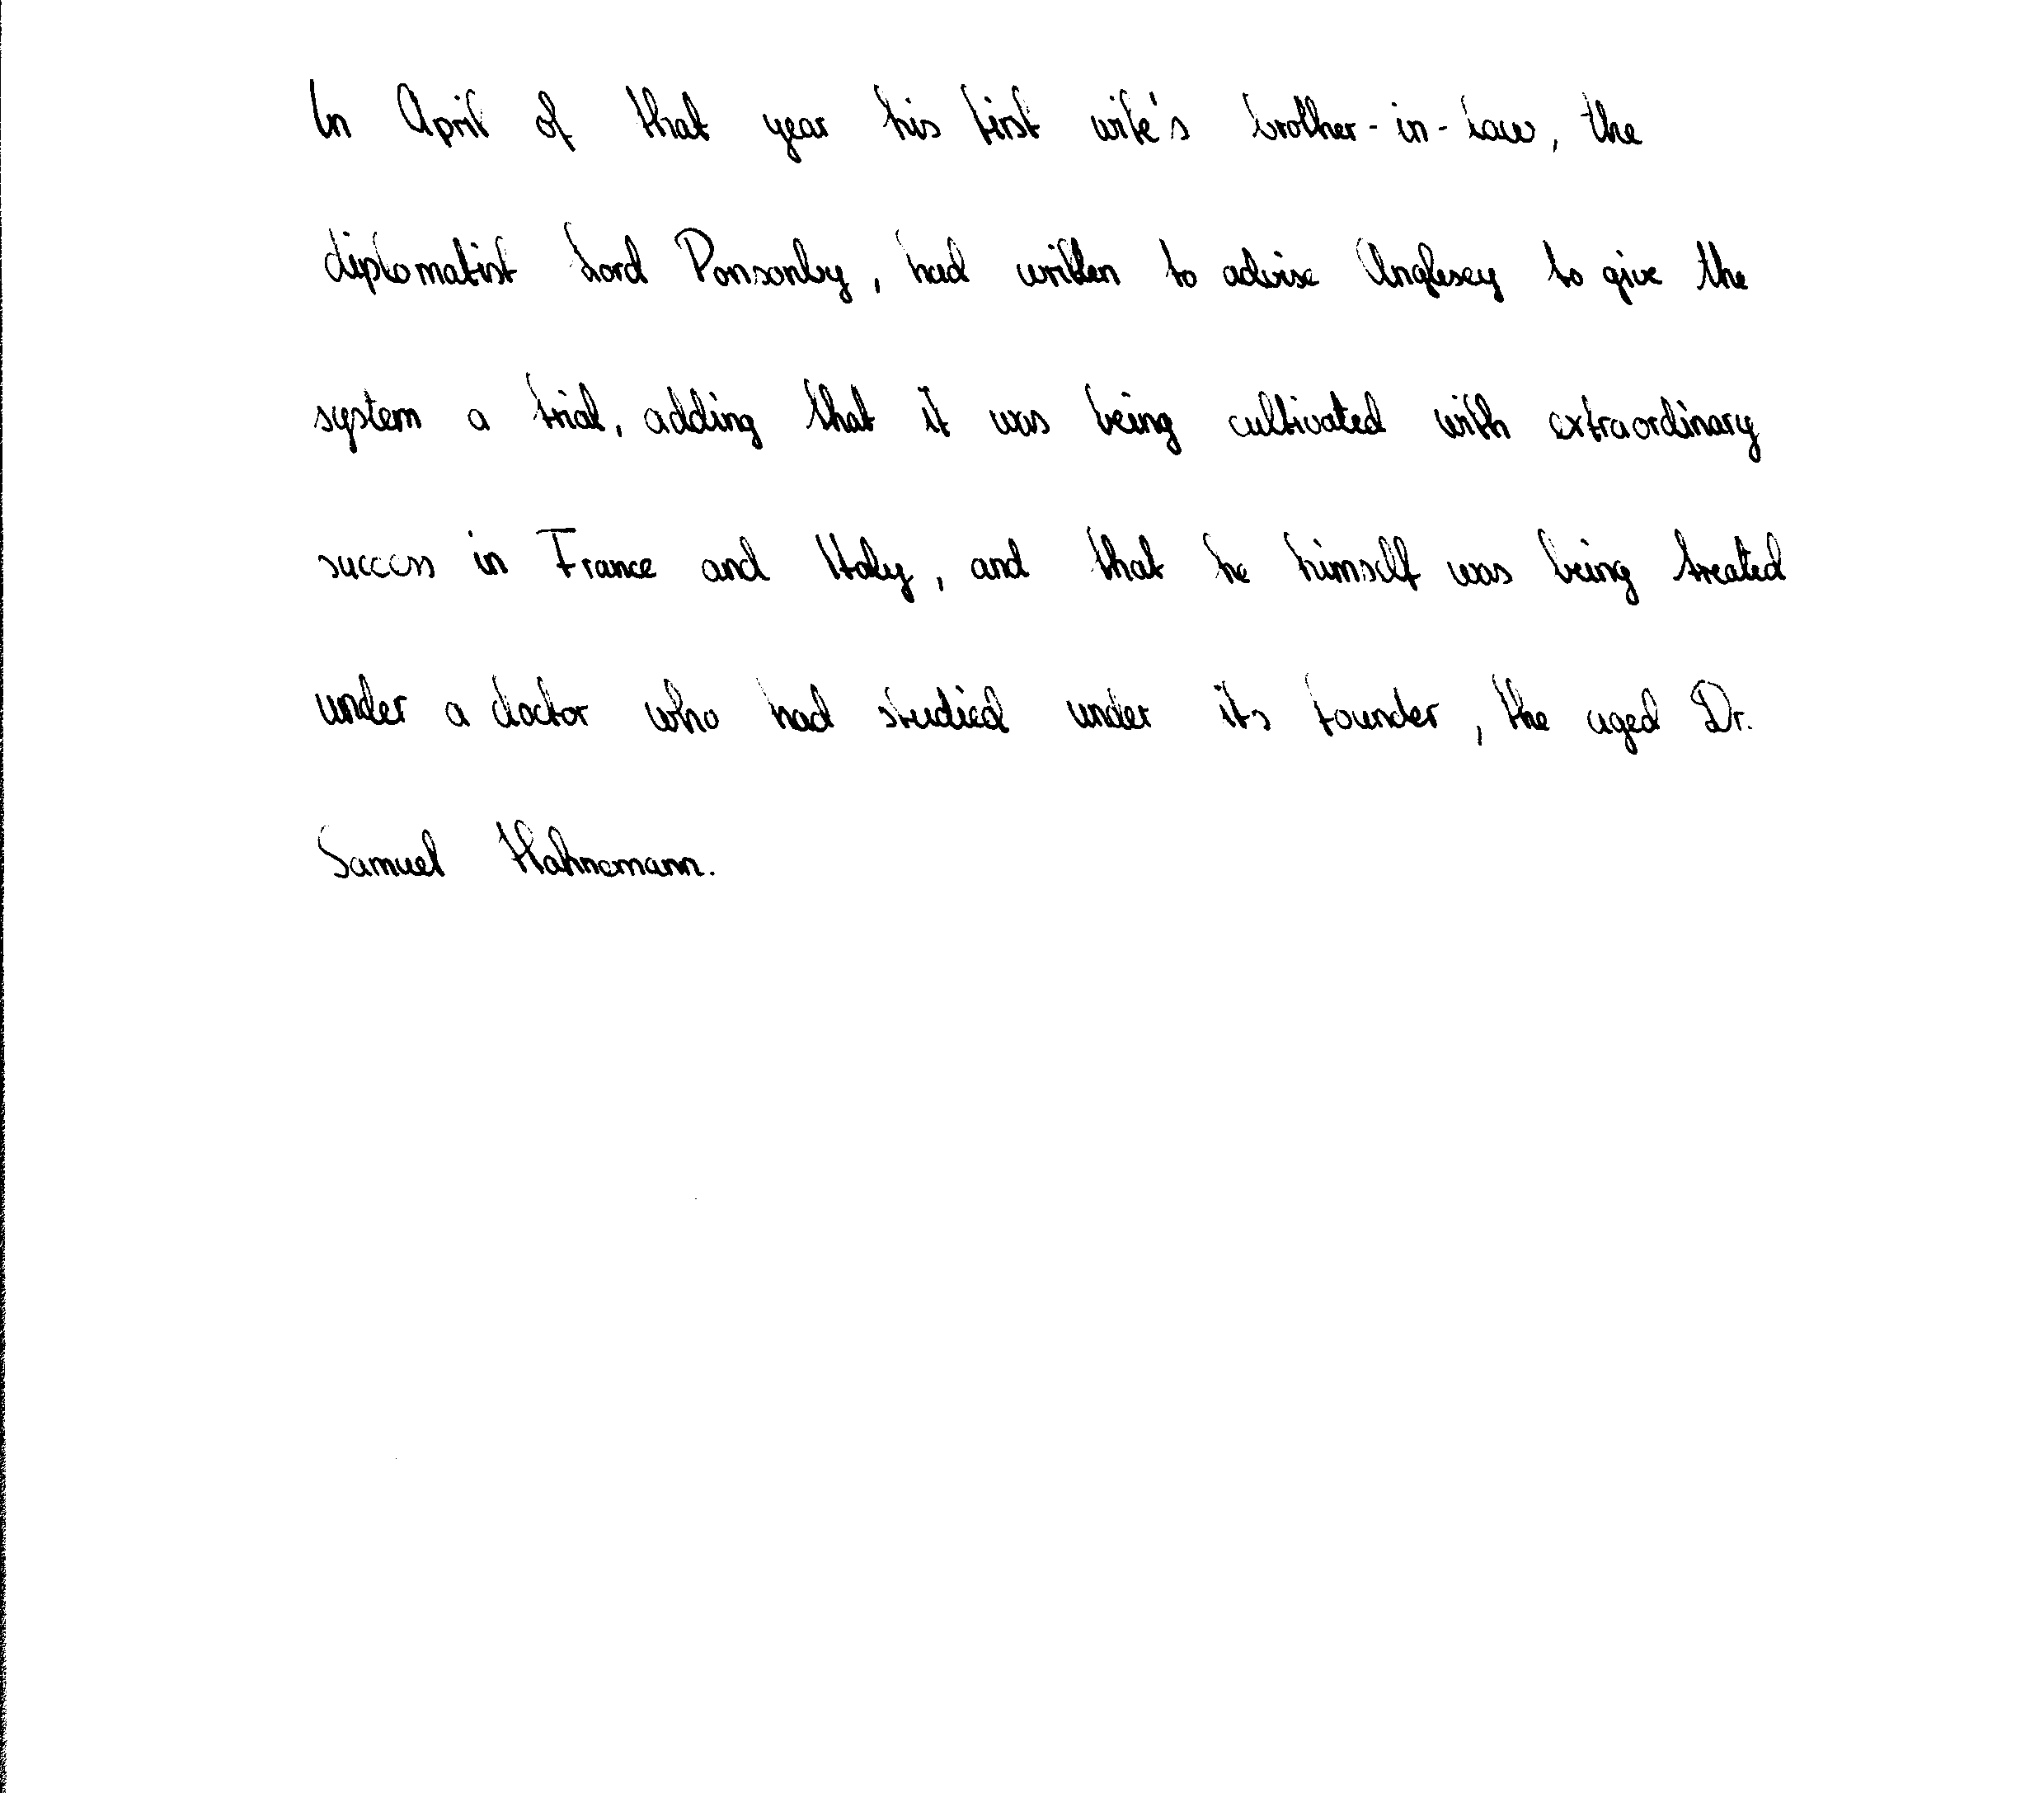 In April of that year his first wife's brother-in-law, the
diplomatist Lord Ponsonby, had written to advise Anglesey to give the
system a trial, adding that it was being cultivated with extraordinary
success in France and Italy, and that he himself was being treated
under a doctor who had studied under its founder, the aged Dr.
Samuel Hahnemann.